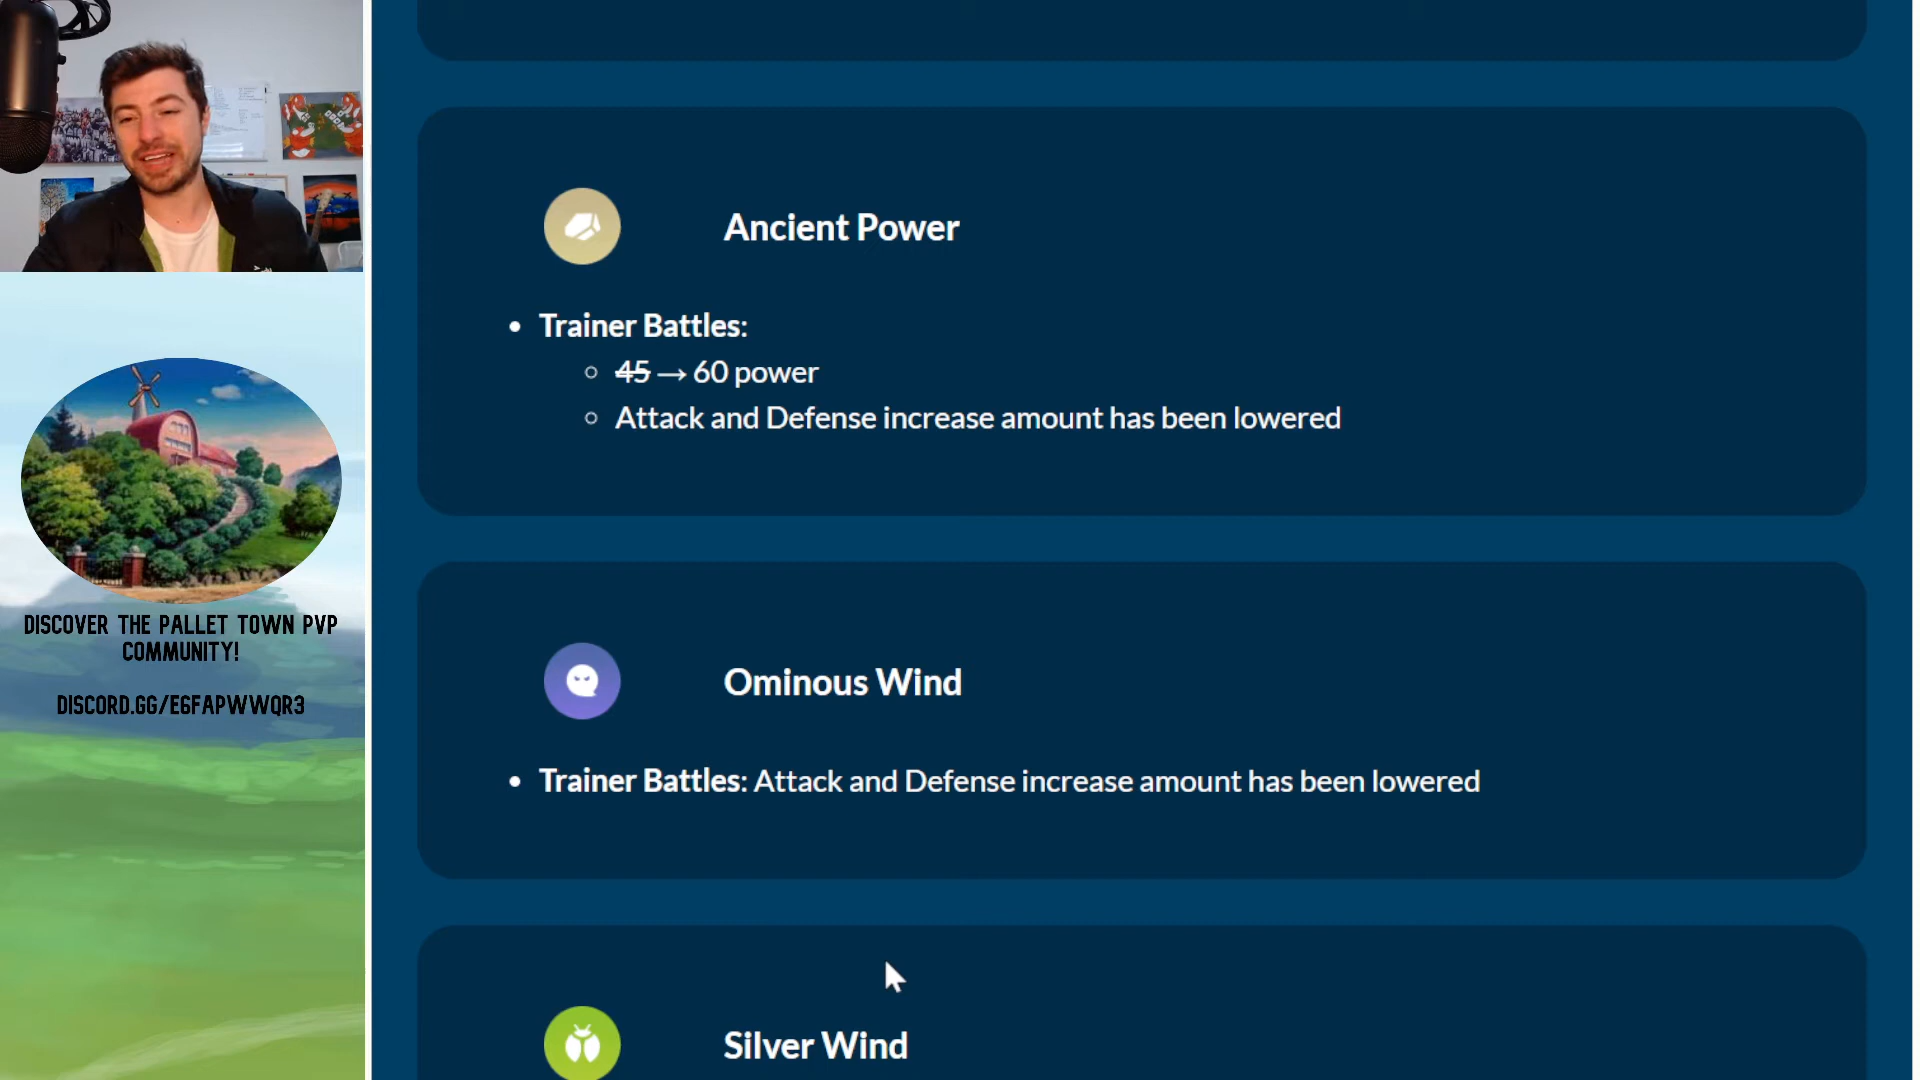 Ancient Power
• Trainer Battles:
○ 45 → 60 power
○ Attack and Defense increase amount has been lowered
Ominous Wind
• Trainer Battles: Attack and Defense increase amount has been lowered
Silver Wind
DISCOVER THE PALLET TOWN PVP
COMMUNITY!
DISCORD.GG/E6FAPWWQR3